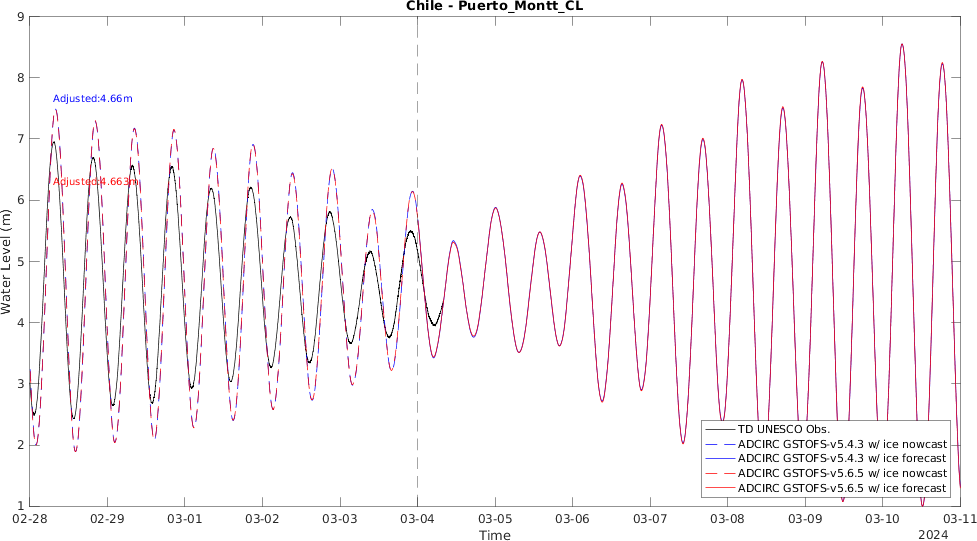 Chile - Puerto_Montt_CL
9
8
7
6
5
4
3
2
1
Water Level (m)
Adjusted:4.66m
Adjusted:4.663m
TD UNESCO Obs.
ADCIRC GSTOFS-v5.4.3 w/ ice nowcast
ADCIRC GSTOFS-v5.4.3 w/ ice forecast
ADCIRC GSTOFS-v5.6.5 w/ ice nowcast
ADCIRC GSTOFS-v5.6.5 w/ ice forecast
02-28 02-29 03-01 03-02 03-03 03-04 03-05 03-06 03-07 03-08 03-09 03-10 03-11
Time
2024